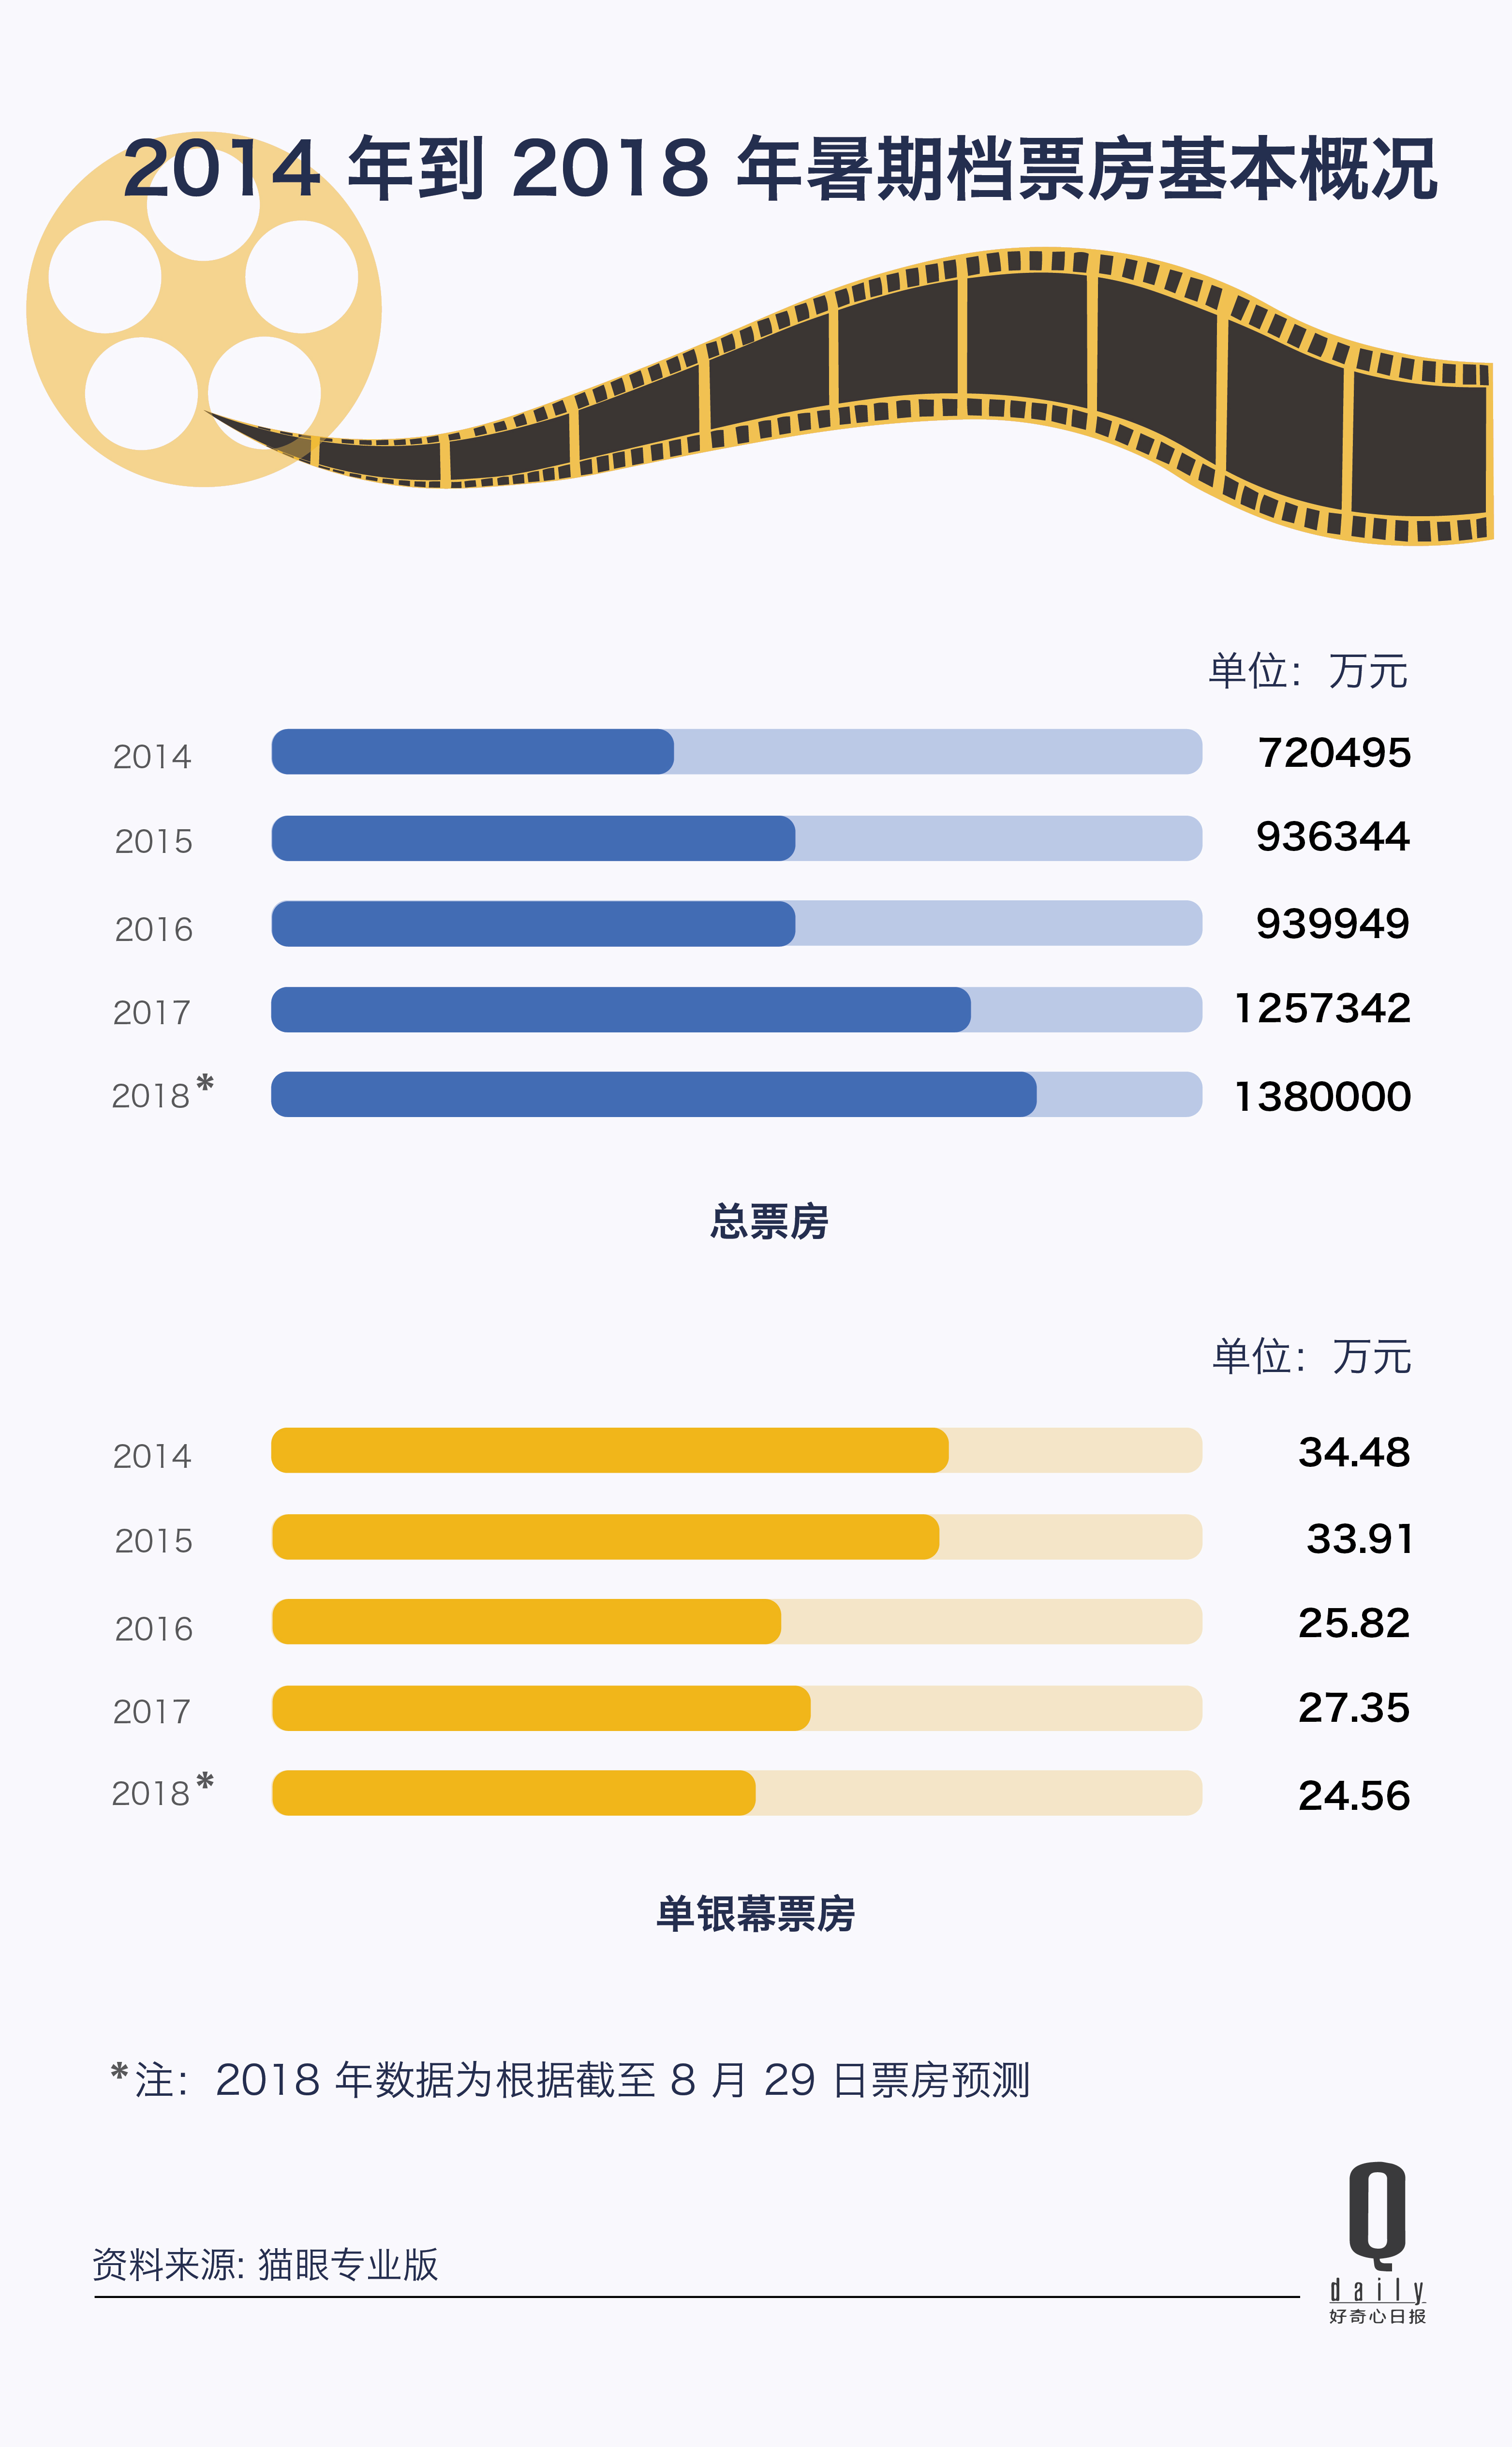 2014 年到 2018 年暑期档票房基本概况
单位： 万元
2014 720495
2015 936344
2016 939949
2017 1257342
2018* 1380000
总票房
单位： 万元
2014 34.48
2015 33.91
2016 25.82
2017 27.35
2018* 24.56
单银幕票房
*注： 2018 年数据为根据截至 8 月 29 日票房预测
资料来源: 猫眼专业版
Q
daily
好奇心日报